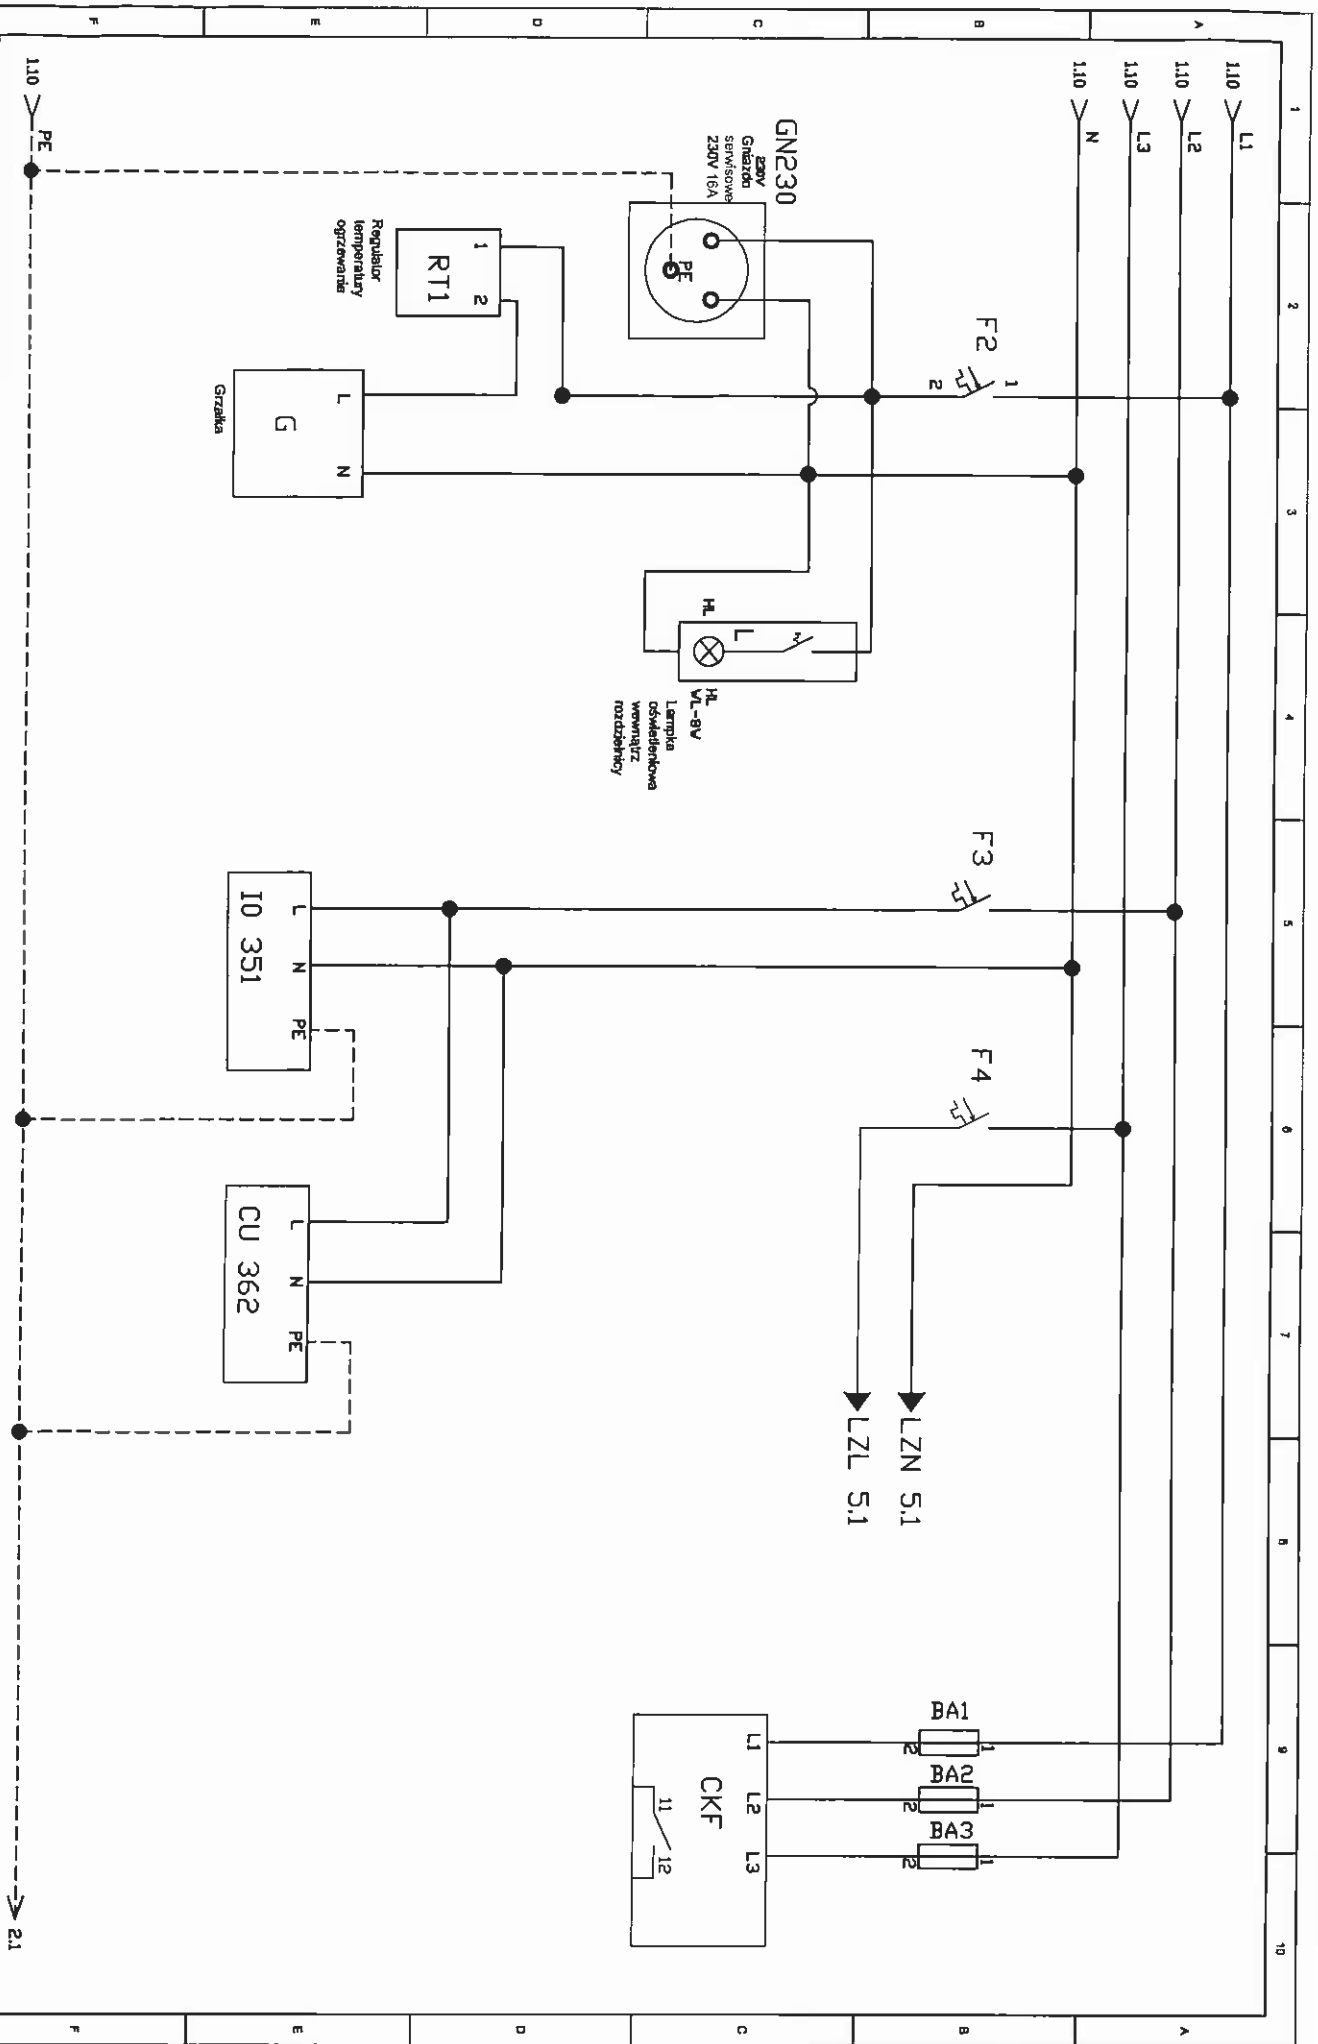 1 2 3 4 5 6 7 8 9 10
A
B
C
D
E
F
A
B
C
D
E
F
1.10 L1
1.10 L2
1.10 L3
1.10 N
GN230
230V
Gniazdo
serwisowe
230V 16A
PE
F2
1
2
RT1
1 2
Regulator
temperatury
ogrzewania
G
L N
Grzałka
HL
L
HL
VL-8V
Lampka
oświetleniowa
wewnątrz
rozdzielnicy
F3
F4
IO 351
L N PE
CU 362
L N PE
LZN 5.1
LZL 5.1
BA1
1
2
BA2
1
2
BA3
1
2
L1 L2 L3
CKF
11 12
1.10 PE
2.1